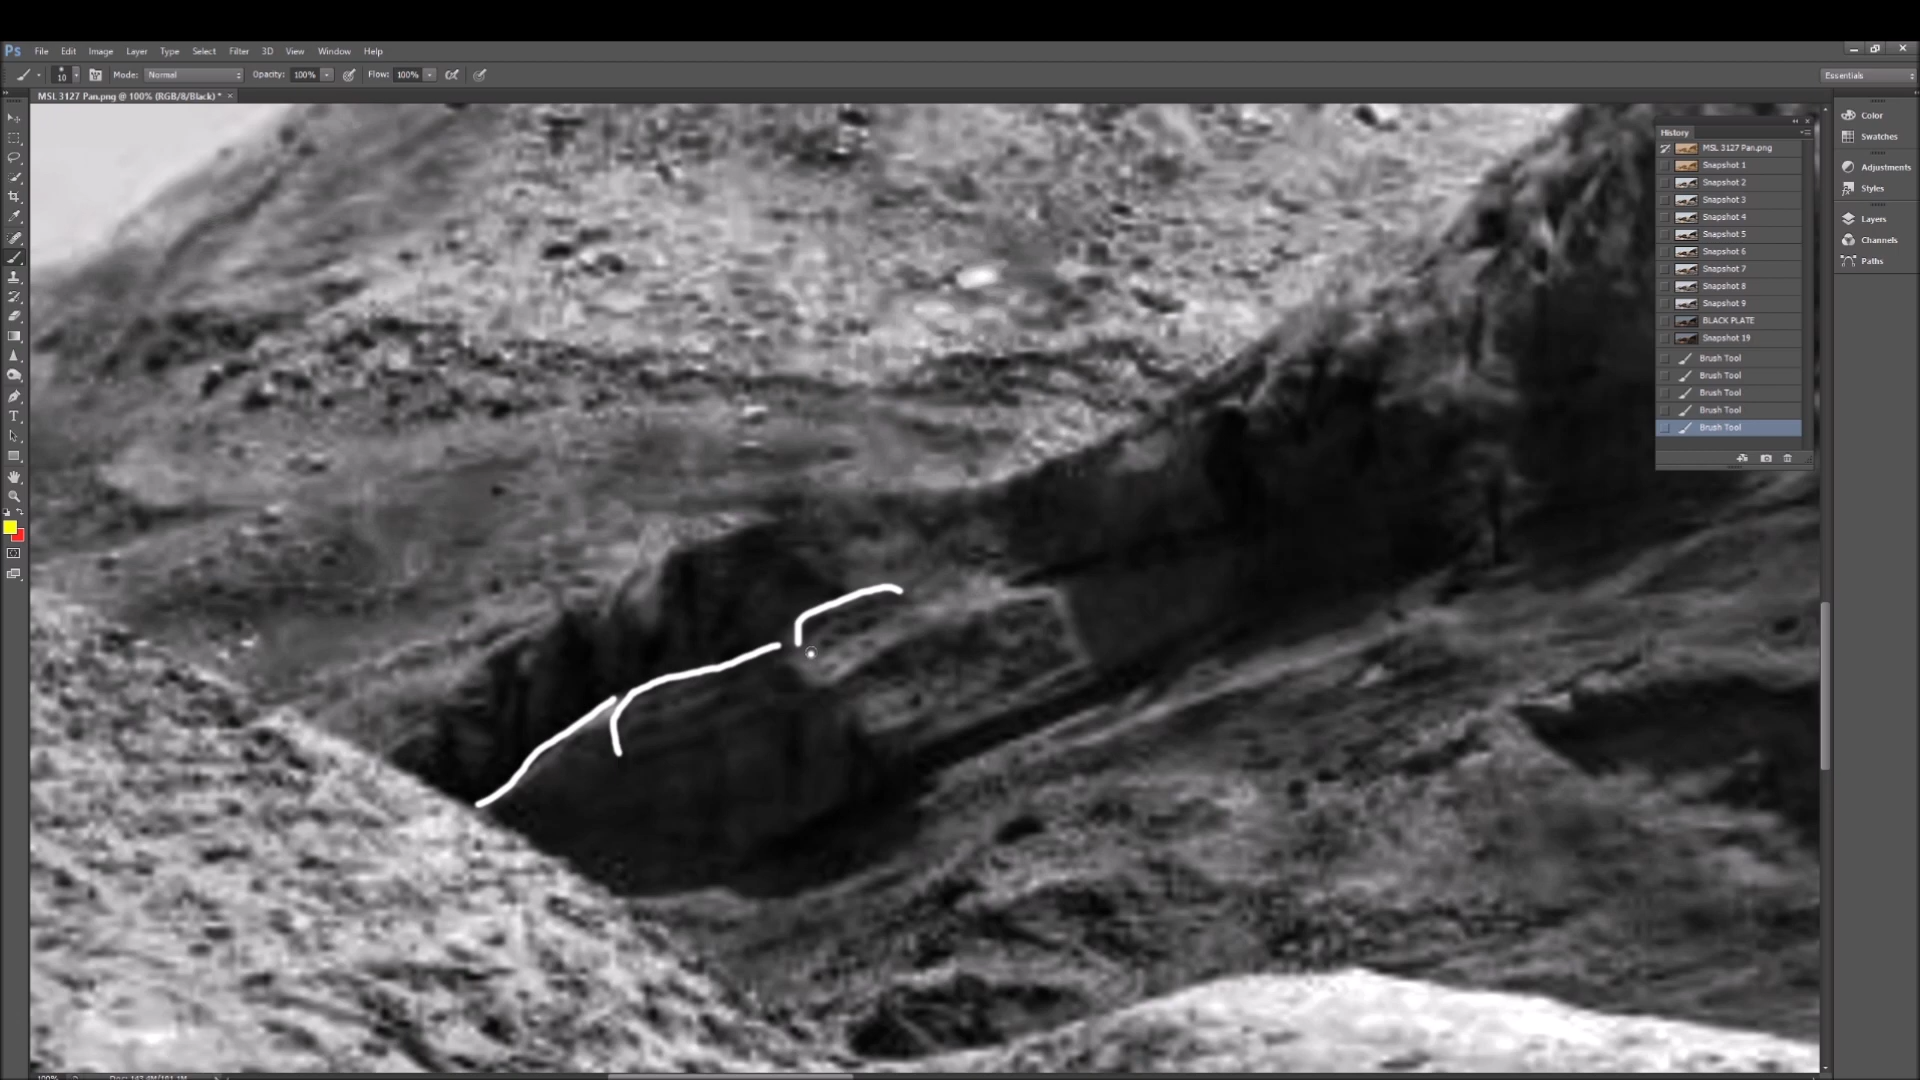 Ps File Edit Image Layer Type Select Filter 3D View Window Help
10 Mode: Normal Opacity: 100% Flow: 100% Essentials
MSL 3127 Pan.png @ 100% (RGB/8/Black) * ×
History
MSL 3127 Pan.png
Snapshot 1
Snapshot 2
Snapshot 3
Snapshot 4
Snapshot 5
Snapshot 6
Snapshot 7
Snapshot 8
Snapshot 9
BLACK PLATE
Snapshot 19
Brush Tool
Brush Tool
Brush Tool
Brush Tool
Brush Tool
Color
Swatches
Adjustments
Styles
Layers
Channels
Paths
T
100%